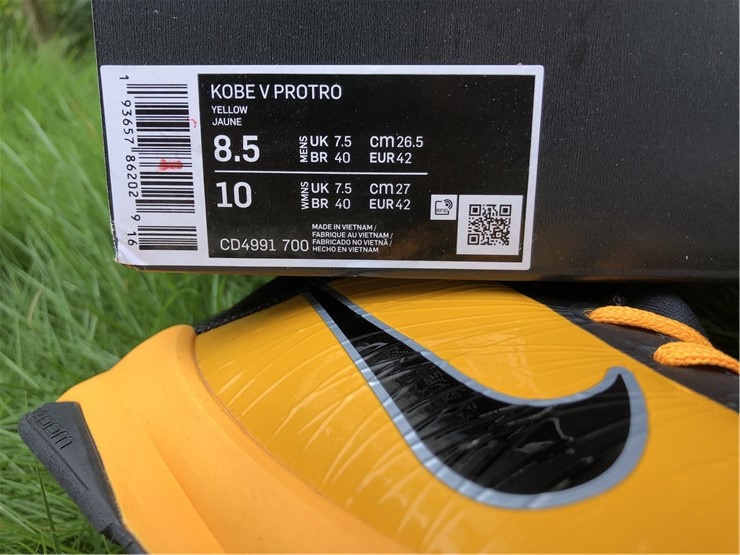 KOBE V PROTRO
YELLOW
JAUNE
8.5 MENS UK 7.5 cm 26.5
BR 40 EUR 42
10 WMNS UK 7.5 cm 27
BR 40 EUR 42
RFID
MADE IN VIETNAM /
FABRIQUE AU VIETNAM /
CD4991 700 FABRICADO NO VIETNÃ /
HECHO EN VIETNAM
1 93657 86202 9 16
ZOOM